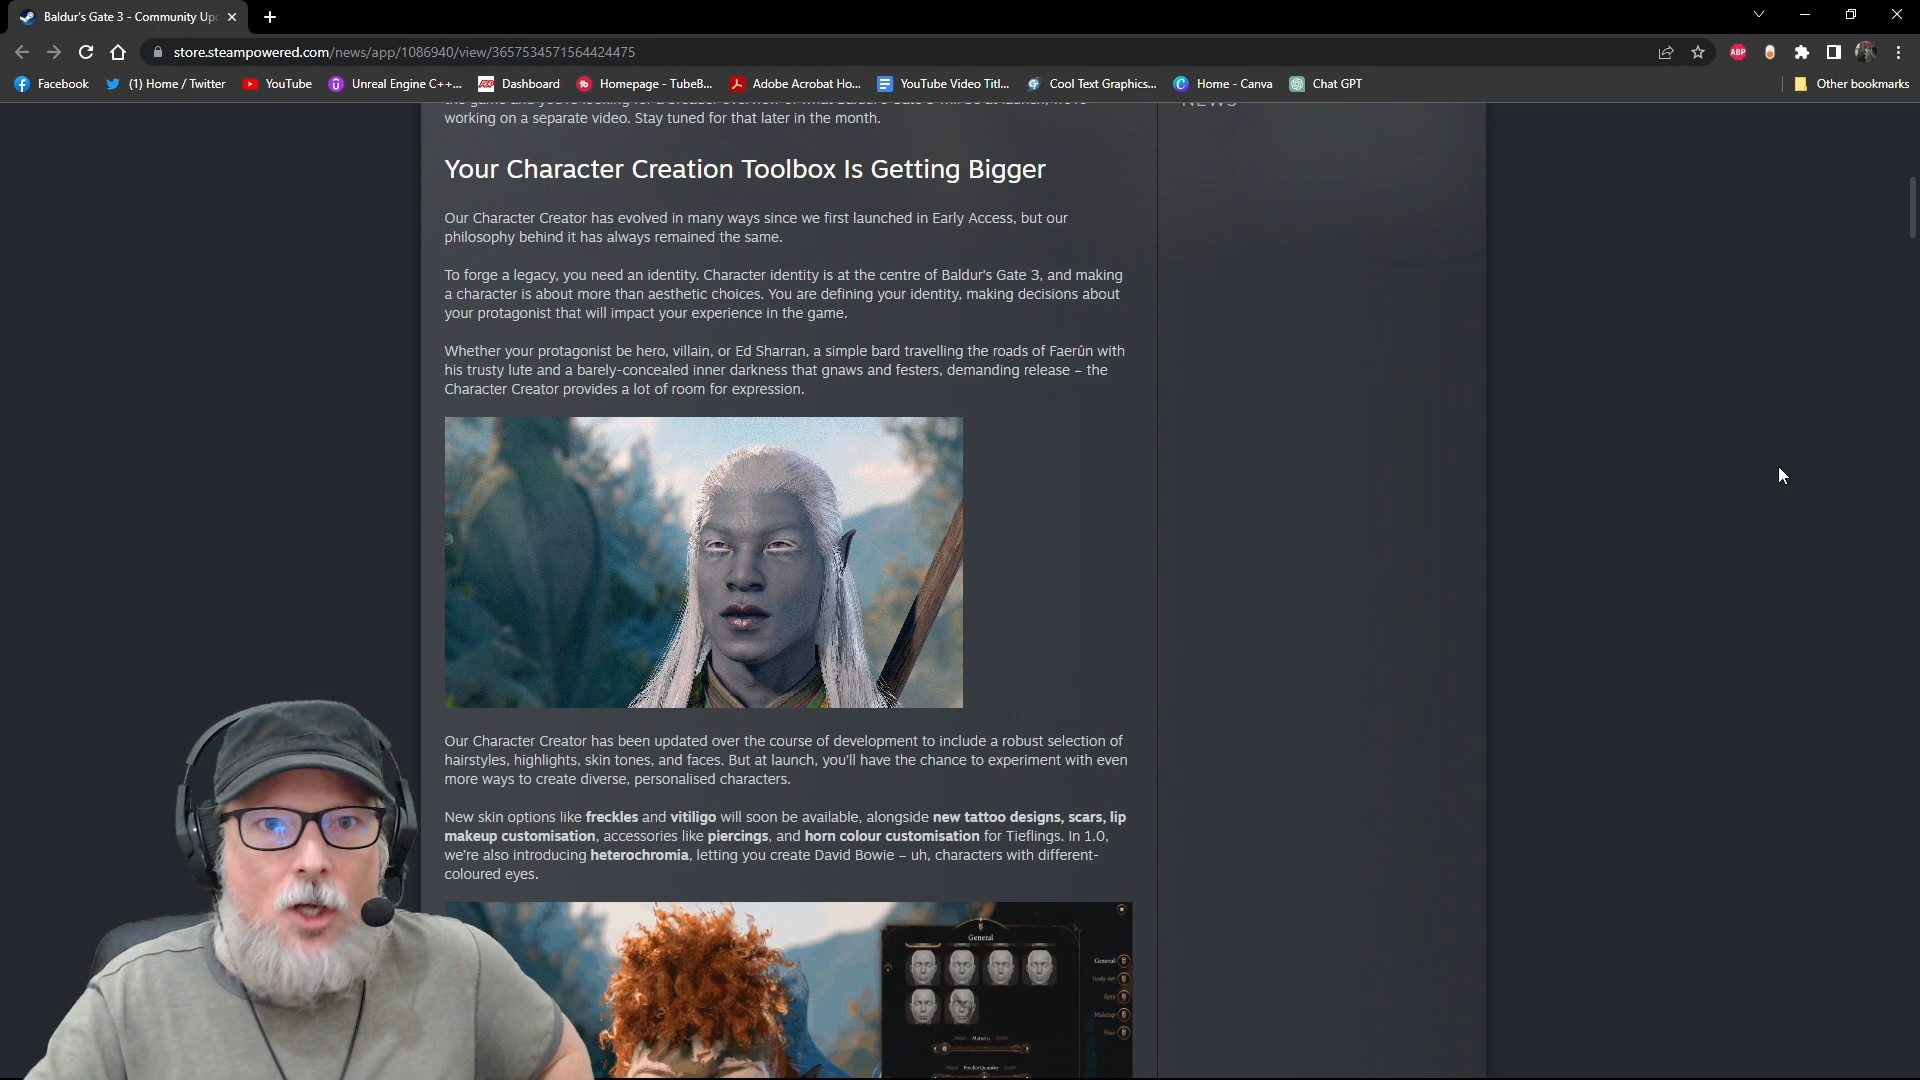 Baldur's Gate 3 - Community Up
store.steampowered.com/news/app/1086940/view/3657534571564424475
ABP
Facebook
(1) Home / Twitter
YouTube
Unreal Engine C++...
Dashboard
Homepage - TubeB...
Adobe Acrobat Ho...
YouTube Video Titl...
Cool Text Graphics...
Home - Canva
Chat GPT
Other bookmarks
NEWS
working on a separate video. Stay tuned for that later in the month.
Your Character Creation Toolbox Is Getting Bigger
Our Character Creator has evolved in many ways since we first launched in Early Access, but our
philosophy behind it has always remained the same.
To forge a legacy, you need an identity. Character identity is at the centre of Baldur's Gate 3, and making
a character is about more than aesthetic choices. You are defining your identity, making decisions about
your protagonist that will impact your experience in the game.
Whether your protagonist be hero, villain, or Ed Sharran, a simple bard travelling the roads of Faerûn with
his trusty lute and a barely-concealed inner darkness that gnaws and festers, demanding release – the
Character Creator provides a lot of room for expression.
Our Character Creator has been updated over the course of development to include a robust selection of
hairstyles, highlights, skin tones, and faces. But at launch, you'll have the chance to experiment with even
more ways to create diverse, personalised characters.
New skin options like freckles and vitiligo will soon be available, alongside new tattoo designs, scars, lip
makeup customisation, accessories like piercings, and horn colour customisation for Tieflings. In 1.0,
we're also introducing heterochromia, letting you create David Bowie – uh, characters with different-
coloured eyes.
General
General
Eyes
Makeup
Hair
Maturity
Freckle Quantity